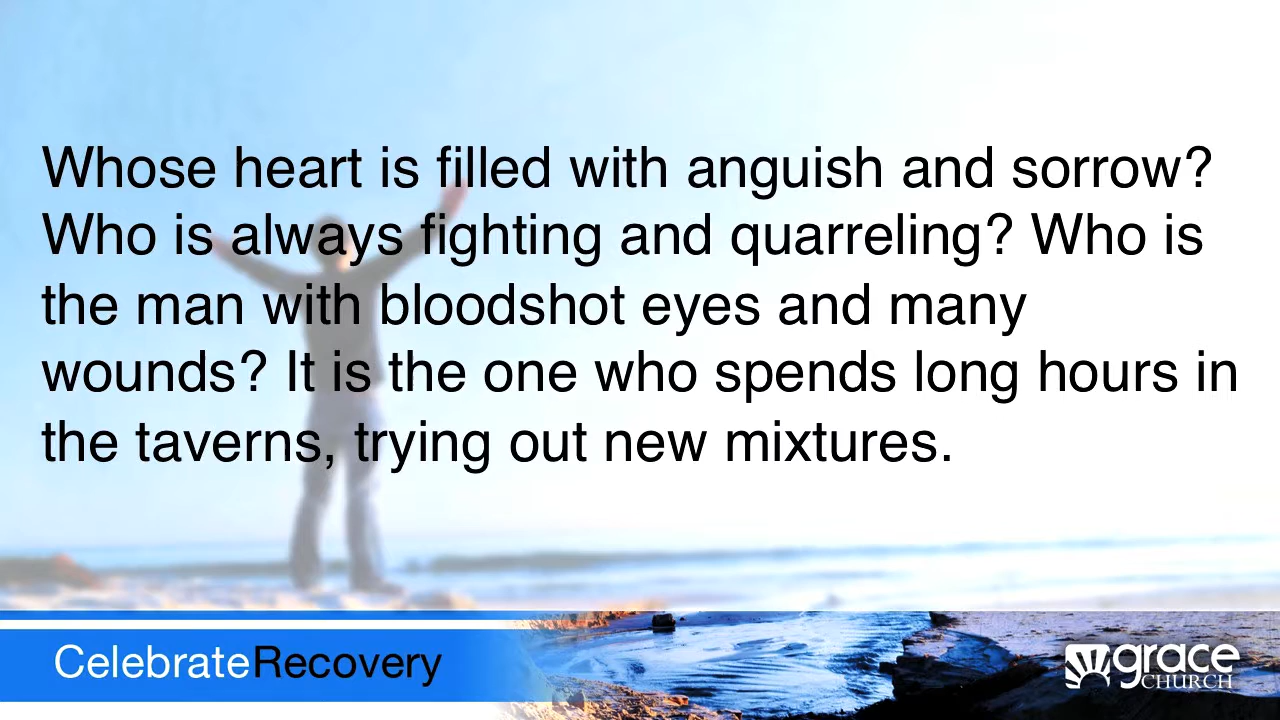 Whose heart is filled with anguish and sorrow?
Who is always fighting and quarreling? Who is
the man with bloodshot eyes and many
wounds? It is the one who spends long hours in
the taverns, trying out new mixtures.
CelebrateRecovery
grace
CHURCH